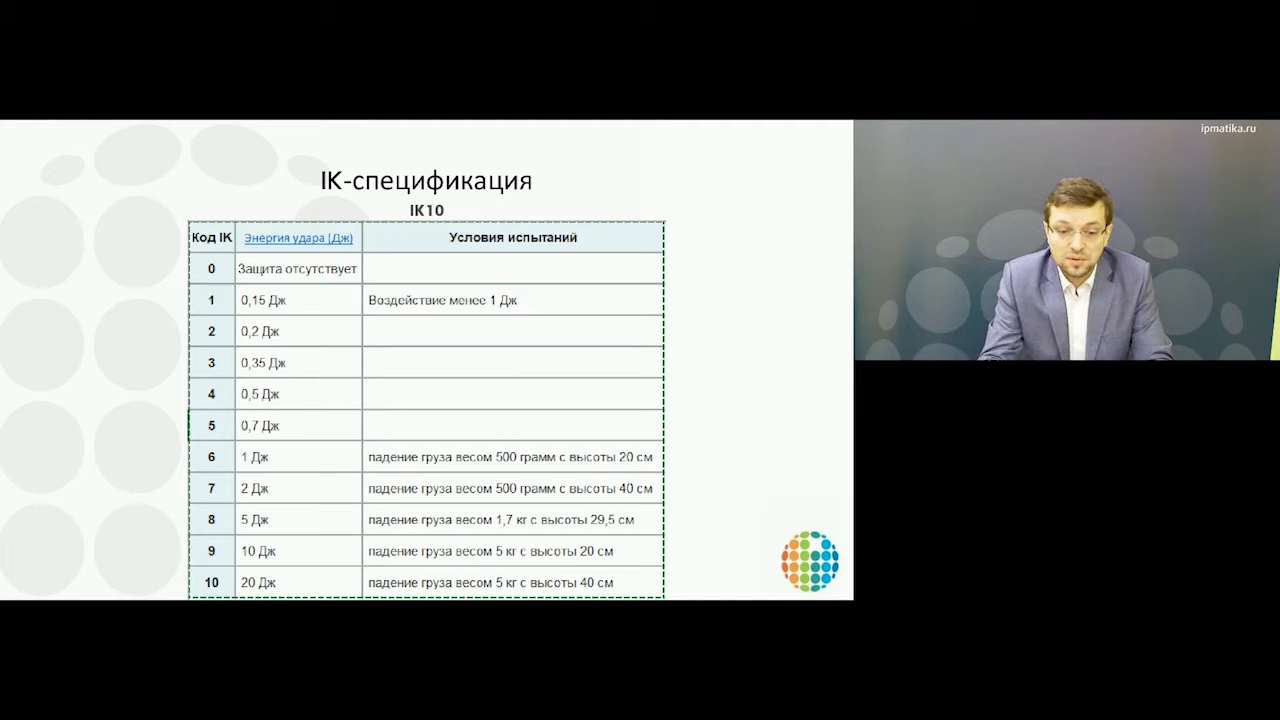 ipmatika.ru
IK-спецификация
IK10
Код IK Энергия удара (Дж) Условия испытаний
0 Защита отсутствует
1 0,15 Дж Воздействие менее 1 Дж
2 0,2 Дж
3 0,35 Дж
4 0,5 Дж
5 0,7 Дж
6 1 Дж падение груза весом 500 грамм с высоты 20 см
7 2 Дж падение груза весом 500 грамм с высоты 40 см
8 5 Дж падение груза весом 1,7 кг с высоты 29,5 см
9 10 Дж падение груза весом 5 кг с высоты 20 см
10 20 Дж падение груза весом 5 кг с высоты 40 см